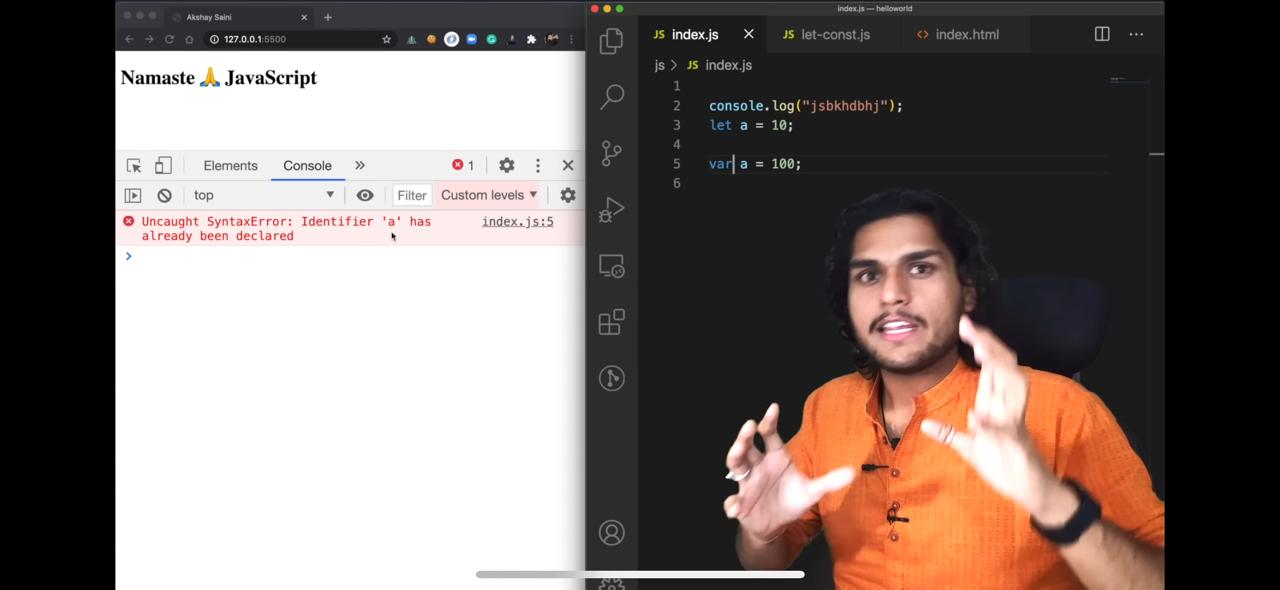 Akshay Saini
127.0.0.1:5500
Namaste 🙏 JavaScript
Elements Console » 1
top Filter Custom levels
Uncaught SyntaxError: Identifier 'a' has index.js:5
already been declared
>
index.js — helloworld
JS index.js JS let-const.js <> index.html
js > JS index.js
1
2 console.log("jsbkhdbhj");
3 let a = 10;
4
5 var a = 100;
6